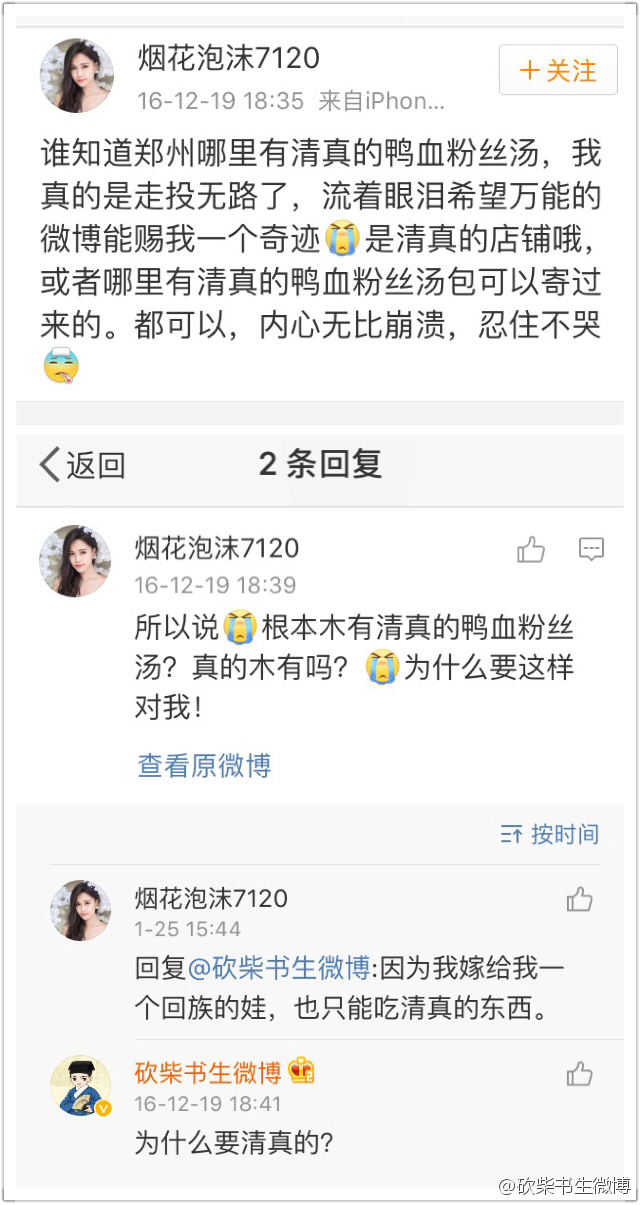 烟花泡沫7120
+关注
16-12-19 18:35 来自iPhon...
谁知道郑州哪里有清真的鸭血粉丝汤，我
真的是走投无路了，流着眼泪希望万能的
微博能赐我一个奇迹😭是清真的店铺哦，
或者哪里有清真的鸭血粉丝汤包可以寄过
来的。都可以，内心无比崩溃，忍住不哭
返回
2 条回复
烟花泡沫7120
16-12-19 18:39
所以说😭根本木有清真的鸭血粉丝
汤？真的木有吗？😭为什么要这样
对我！
查看原微博
按时间
烟花泡沫7120
1-25 15:44
回复@砍柴书生微博:因为我嫁给我一
个回族的娃，也只能吃清真的东西。
砍柴书生微博
16-12-19 18:41
为什么要清真的?
@砍柴书生微博